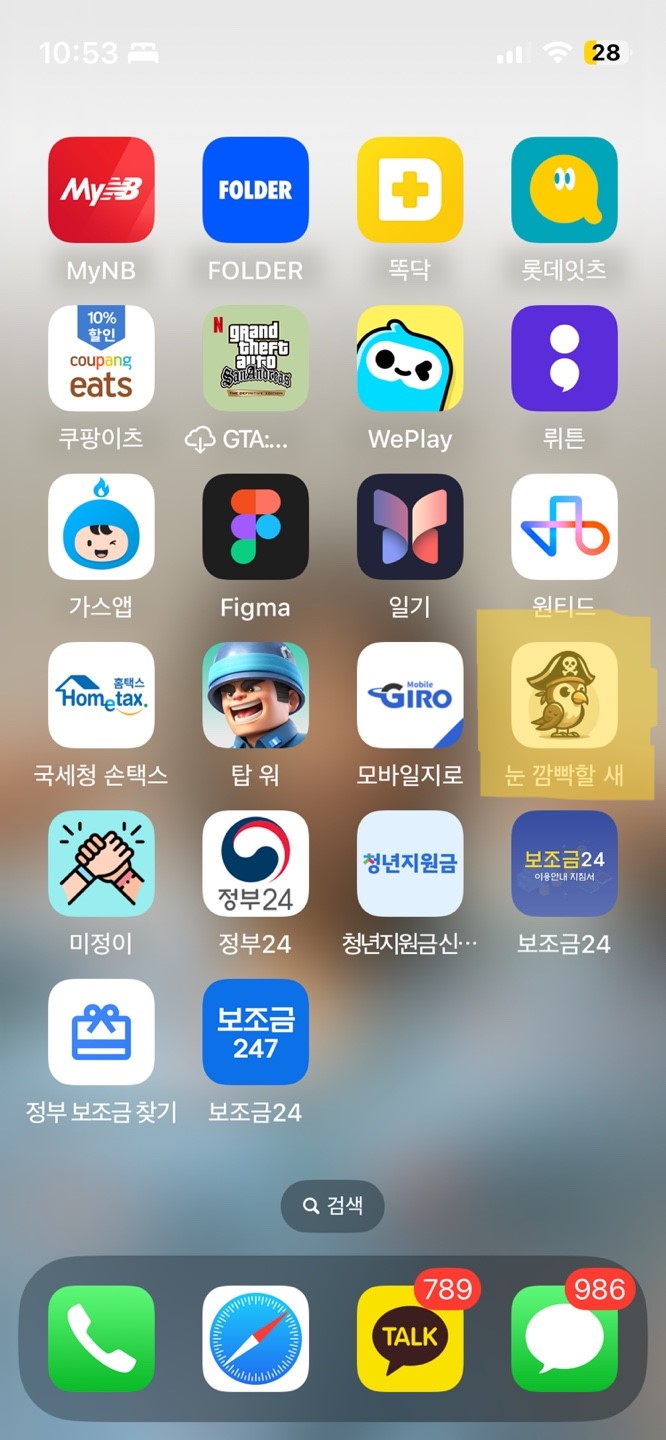 10:53
28
MyNB
FOLDER
MyNB
FOLDER
똑닥
롯데잇츠
10%
할인
coupang
eats
N
grand
theft
auto
San Andreas
THE DEFINITIVE EDITION
쿠팡이츠
GTA:...
WePlay
뤼튼
가스앱
Figma
일기
원티드
홈택스
Hometax.
Mobile
GIRO
국세청 손택스
탑 워
모바일지로
눈 깜빡할 새
정부24
청년지원금
보조금24
이용안내 지침서
미정이
정부24
청년지원금신…
보조금24
보조금
247
정부 보조금 찾기
보조금24
검색
TALK
789
986